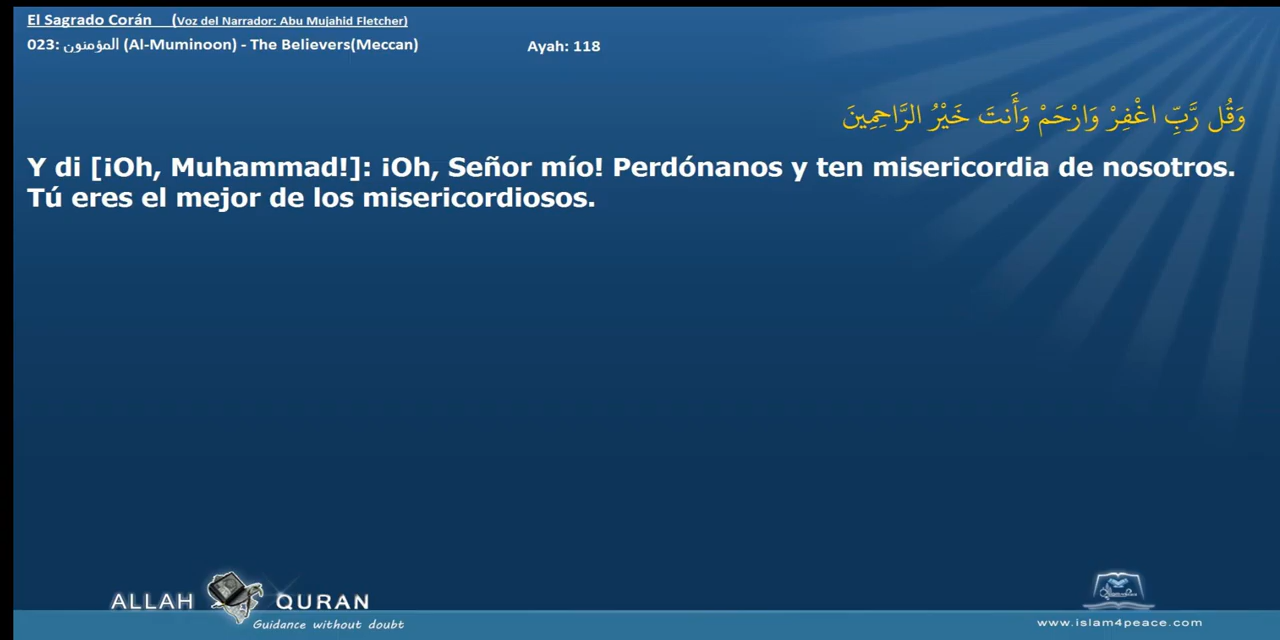 El Sagrado Corán (Voz del Narrador: Abu Mujahid Fletcher)
023: المؤمنون (Al-Muminoon) - The Believers(Meccan) Ayah: 118
وَقُل رَّبِّ اغْفِرْ وَارْحَمْ وَأَنتَ خَيْرُ الرَّاحِمِينَ
Y di [¡Oh, Muhammad!]: ¡Oh, Señor mío! Perdónanos y ten misericordia de nosotros.
Tú eres el mejor de los misericordiosos.
ALLAH QURAN
Guidance without doubt
www.islam4peace.com